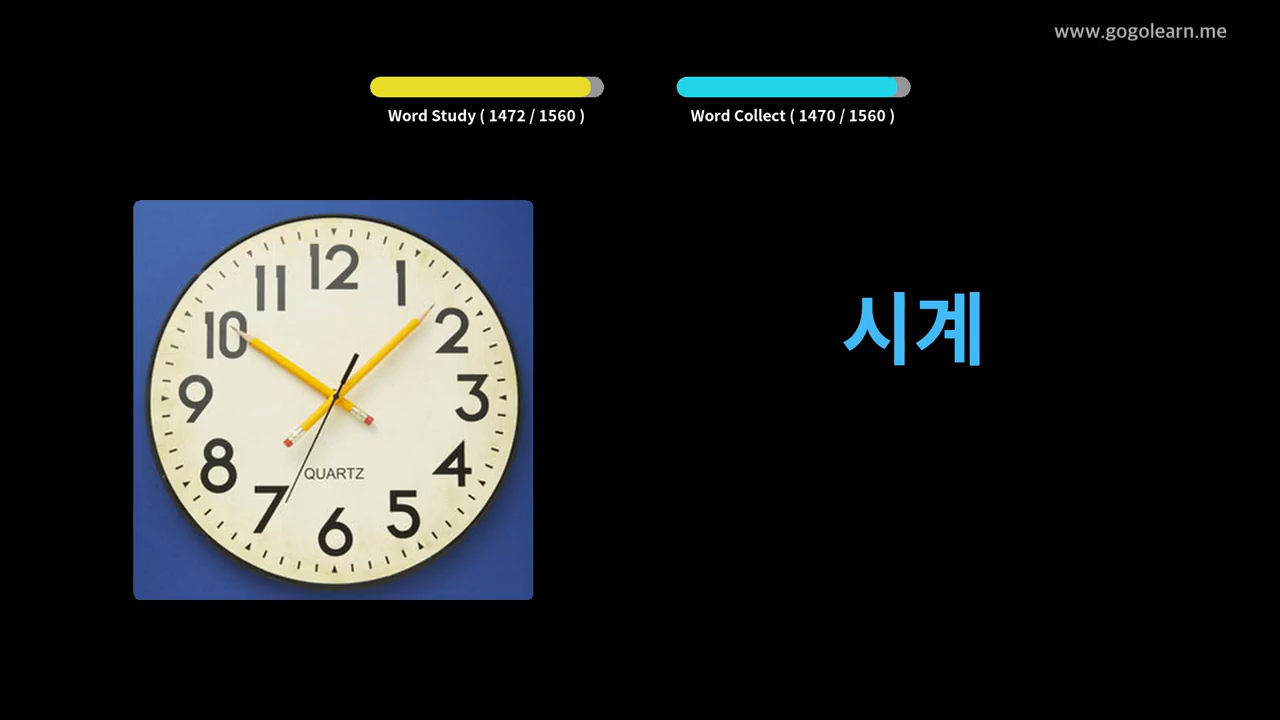 www.gogolearn.me
Word Study ( 1472 / 1560 )
Word Collect ( 1470 / 1560 )
12
11
1
10
2
9
3
8
4
7
5
6
QUARTZ
시계